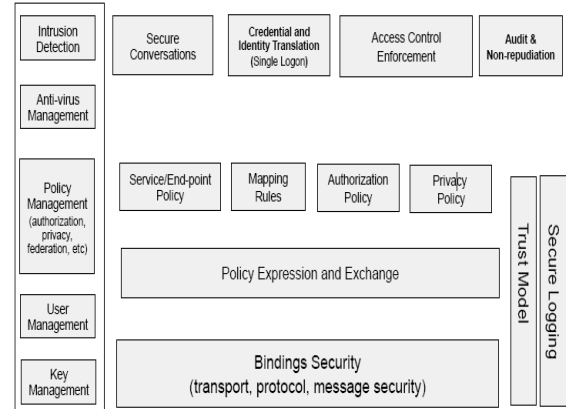 Intrusion
Detection
Anti-virus
Management
Policy
Management
(authorization,
privacy,
federation, etc)
User
Management
Key
Management
Secure
Conversations
Credential and
Identity Translation
(Single Logon)
Access Control
Enforcement
Audit &
Non-repudiation
Service/End-point
Policy
Mapping
Rules
Authorization
Policy
Privacy
Policy
Policy Expression and Exchange
Bindings Security
(transport, protocol, message security)
Trust Model
Secure Logging